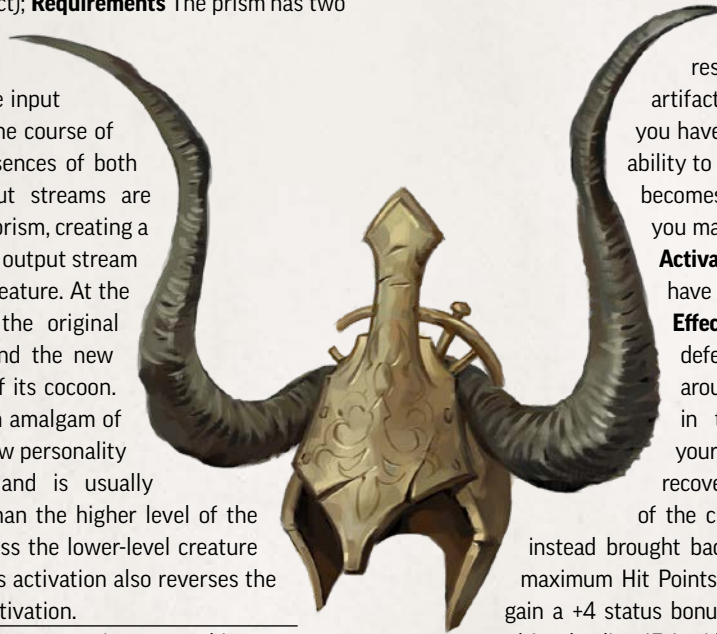 ct); Requirements The prism has two
e input
he course of
sences of both
ut streams are
prism, creating a
output stream
eature. At the
the original
nd the new
f its cocoon.
n amalgam of
w personality
and is usually
han the higher level of the
ss the lower-level creature
s activation also reverses the
tivation.
res
artifact
you have
ability to
becomes
you ma
Activa
have
Effec
defe
arou
in t
your
recove
of the c
instead brought bac
maximum Hit Points
gain a +4 status bonu